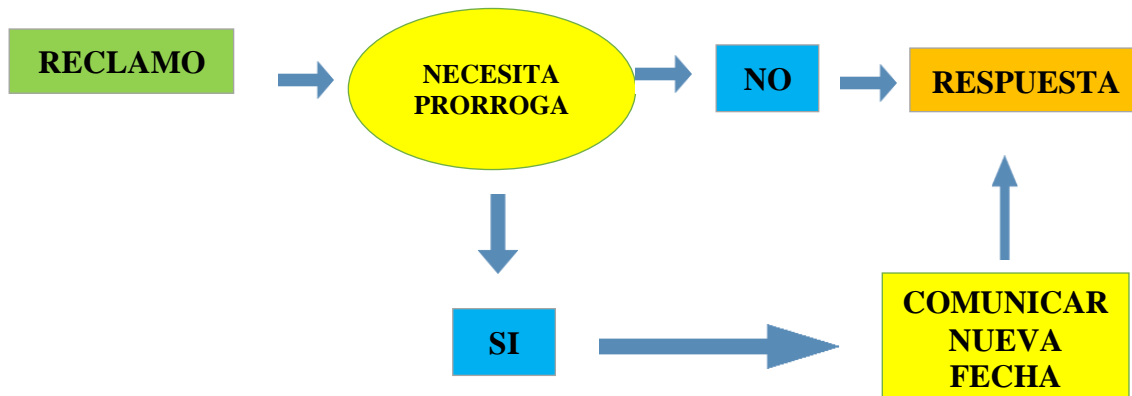 RECLAMO
NECESITA
PRORROGA
NO
RESPUESTA
SI
COMUNICAR
NUEVA
FECHA